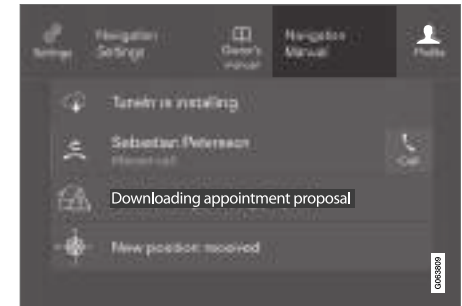 Settings
Navigation
Settings
Owner's
manual
Navigation
Manual
Profile
TuneIn is installing
Sebastian Petersson
Missed call
Call
Downloading appointment proposal
New position received
G063809